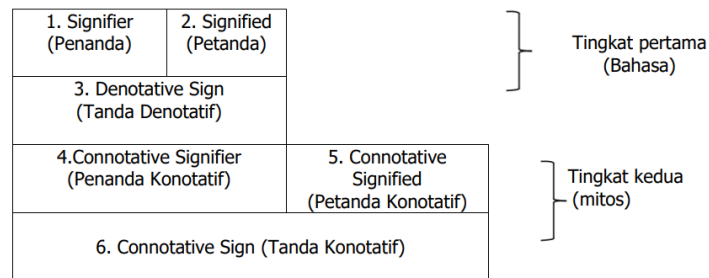 1. Signifier
(Penanda)
2. Signified
(Petanda)
Tingkat pertama
(Bahasa)
3. Denotative Sign
(Tanda Denotatif)
4.Connotative Signifier
(Penanda Konotatif)
5. Connotative
Signified
(Petanda Konotatif)
Tingkat kedua
(mitos)
6. Connotative Sign (Tanda Konotatif)